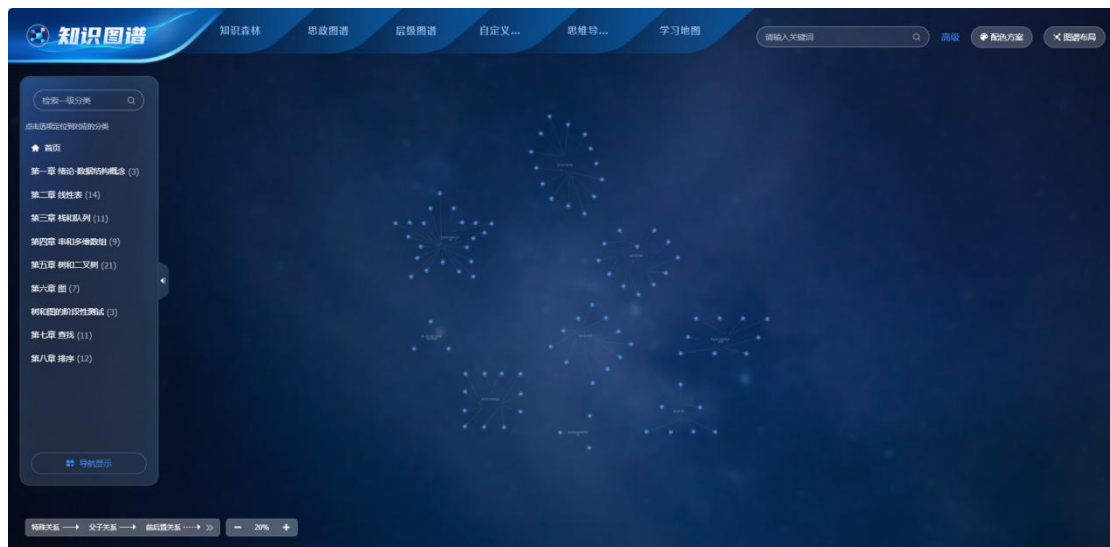 知识图谱
知识森林
思政图谱
层级图谱
自定义...
思维导...
学习地图
请输入关键词
高级
配色方案
图谱布局
检索一级分类
点击选项定位到对应的分类
首页
第一章 绪论-数据结构概念 (3)
第二章 线性表 (14)
第三章 栈和队列 (11)
第四章 串和多维数组 (9)
第五章 树和二叉树 (21)
第六章 图 (7)
树和图的阶段性测试 (3)
第七章 查找 (11)
第八章 排序 (12)
导航显示
特殊关系
父子关系
前后置关系
20%